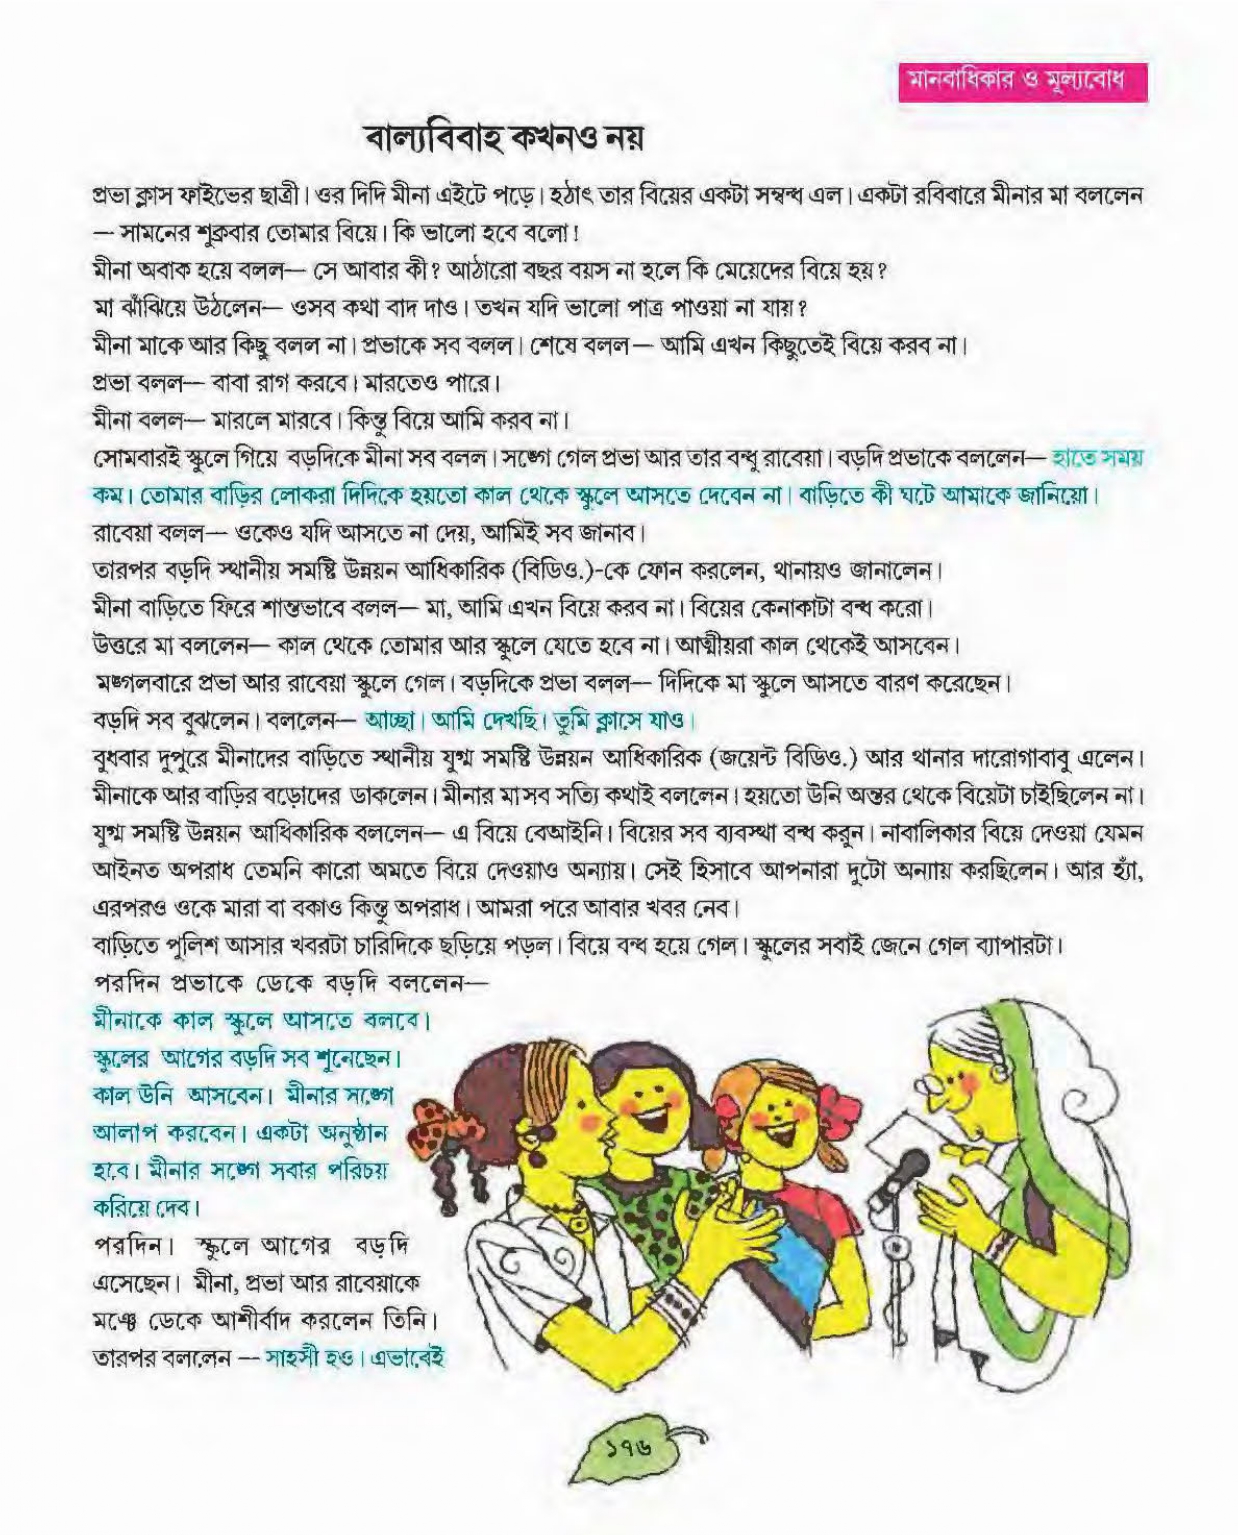 মানবাধিকার ও মূল্যবোধ
বাল্যবিবাহ কখনও নয়
প্রভা ক্লাস ফাইভের ছাত্রী। ওর দিদি মীনা এইটে পড়ে। হঠাৎ তার বিয়ের একটা সম্বন্ধ এল। একটা রবিবারে মীনার মা বললেন
— সামনের শুক্রবার তোমার বিয়ে। কি ভালো হবে বলো!
মীনা অবাক হয়ে বলল— সে আবার কী? আঠারো বছর বয়স না হলে কি মেয়েদের বিয়ে হয়?
মা ঝাঁঝিয়ে উঠলেন— ওসব কথা বাদ দাও। তখন যদি ভালো পাত্র পাওয়া না যায়?
মীনা মাকে আর কিছু বলল না। প্রভাকে সব বলল। শেষে বলল— আমি এখন কিছুতেই বিয়ে করব না।
প্রভা বলল— বাবা রাগ করবে। মারতেও পারে।
মীনা বলল— মারলে মারবে। কিন্তু বিয়ে আমি করব না।
সোমবারই স্কুলে গিয়ে বড়দিকে মীনা সব বলল। সঙ্গে গেল প্রভা আর তার বন্ধু রাবেয়া। বড়দি প্রভাকে বললেন— হাতে সময়
কম। তোমার বাড়ির লোকরা দিদিকে হয়তো কাল থেকে স্কুলে আসতে দেবেন না। বাড়িতে কী ঘটে আমাকে জানিয়ো।
রাবেয়া বলল— ওকেও যদি আসতে না দেয়, আমিই সব জানাব।
তারপর বড়দি স্থানীয় সমষ্টি উন্নয়ন আধিকারিক (বিডিও.)-কে ফোন করলেন, থানায়ও জানালেন।
মীনা বাড়িতে ফিরে শান্তভাবে বলল— মা, আমি এখন বিয়ে করব না। বিয়ের কেনাকাটা বন্ধ করো।
উত্তরে মা বললেন— কাল থেকে তোমার আর স্কুলে যেতে হবে না। আত্মীয়রা কাল থেকেই আসবেন।
মঙ্গলবারে প্রভা আর রাবেয়া স্কুলে গেল। বড়দিকে প্রভা বলল— দিদিকে মা স্কুলে আসতে বারণ করেছেন।
বড়দি সব বুঝলেন। বললেন— আচ্ছা। আমি দেখছি। তুমি ক্লাসে যাও।
বুধবার দুপুরে মীনাদের বাড়িতে স্থানীয় যুগ্ম সমষ্টি উন্নয়ন আধিকারিক (জয়েন্ট বিডিও.) আর থানার দারোগাবাবু এলেন।
মীনাকে আর বাড়ির বড়োদের ডাকলেন। মীনার মা সব সত্যি কথাই বললেন। হয়তো উনি অন্তর থেকে বিয়েটা চাইছিলেন না।
যুগ্ম সমষ্টি উন্নয়ন আধিকারিক বললেন— এ বিয়ে বেআইনি। বিয়ের সব ব্যবস্থা বন্ধ করুন। নাবালিকার বিয়ে দেওয়া যেমন
আইনত অপরাধ তেমনি কারো অমতে বিয়ে দেওয়াও অন্যায়। সেই হিসাবে আপনারা দুটো অন্যায় করছিলেন। আর হ্যাঁ,
এরপরও ওকে মারা বা বকাও কিন্তু অপরাধ। আমরা পরে আবার খবর নেব।
বাড়িতে পুলিশ আসার খবরটা চারিদিকে ছড়িয়ে পড়ল। বিয়ে বন্ধ হয়ে গেল। স্কুলের সবাই জেনে গেল ব্যাপারটা।
পরদিন প্রভাকে ডেকে বড়দি বললেন—
মীনাকে কাল স্কুলে আসতে বলবে।
স্কুলের আগের বড়দি সব শুনেছেন।
কাল উনি আসবেন। মীনার সঙ্গে
আলাপ করবেন। একটা অনুষ্ঠান
হবে। মীনার সঙ্গে সবার পরিচয়
করিয়ে দেব।
পরদিন। স্কুলে আগের বড়দি
এসেছেন। মীনা, প্রভা আর রাবেয়াকে
মঞ্চে ডেকে আশীর্বাদ করলেন তিনি।
তারপর বললেন — সাহসী হও। এভাবেই
১৭৬